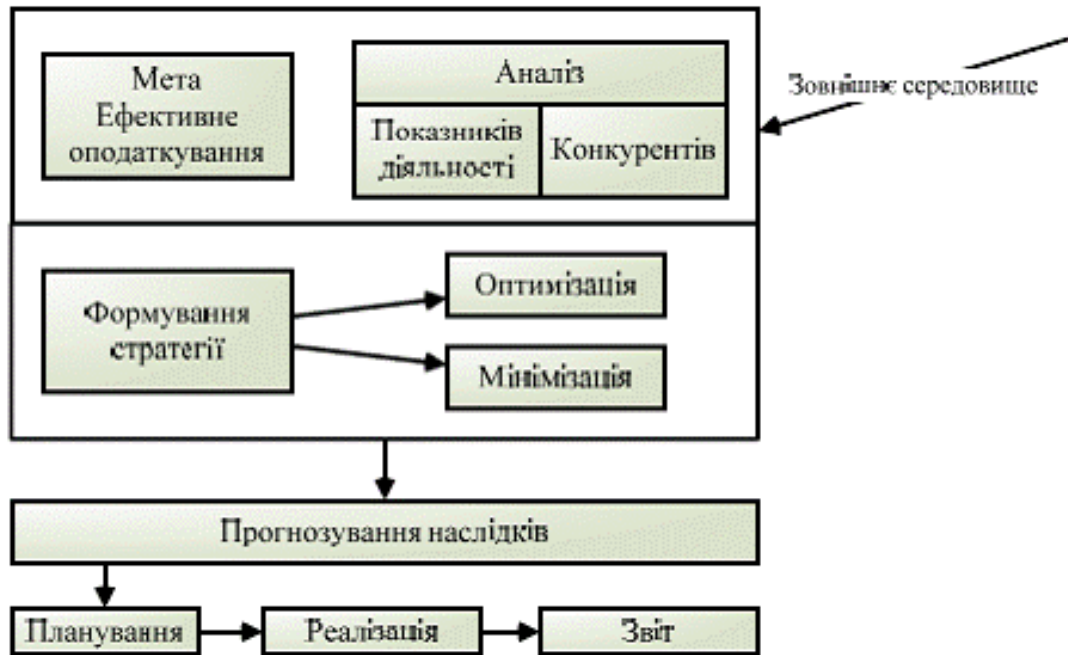 Мета
Ефективне
оподаткування
Аналіз
Показників
діяльності
Конкурентів
Зовнішнє середовище
Формування
стратегії
Оптимізація
Мінімізація
Прогнозування наслідків
Планування
Реалізація
Звіт